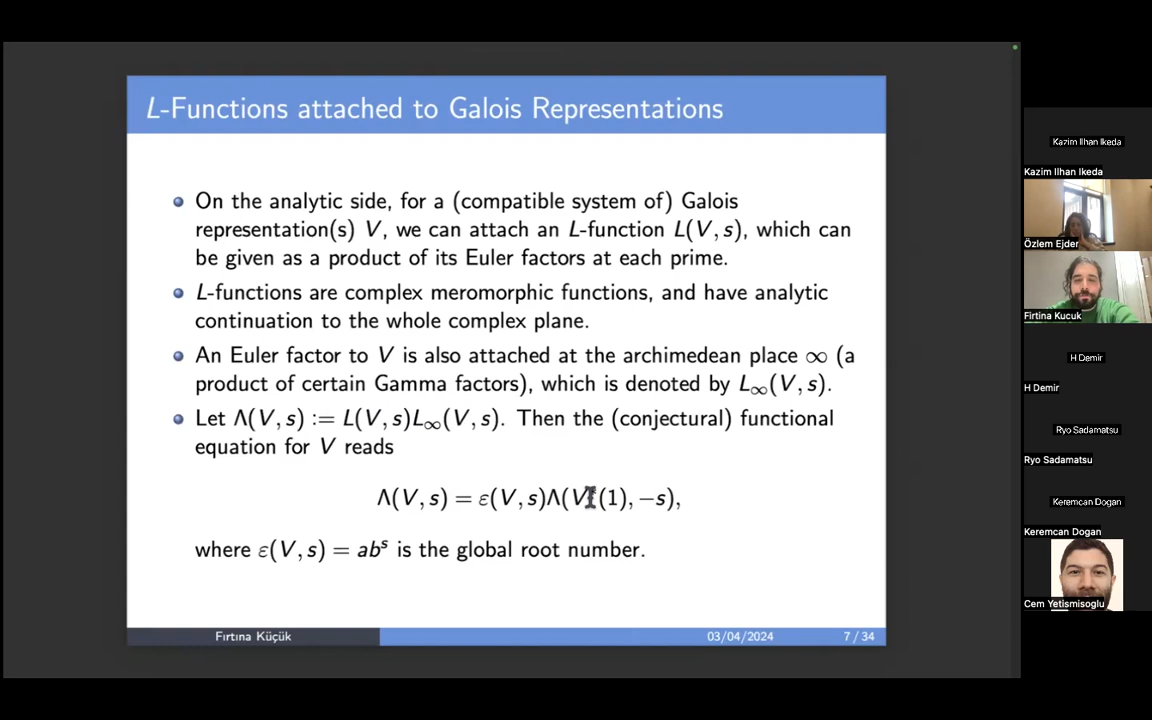 L-Functions attached to Galois Representations
On the analytic side, for a (compatible system of) Galois
representation(s) V, we can attach an L-function L(V, s), which can
be given as a product of its Euler factors at each prime.
L-functions are complex meromorphic functions, and have analytic
continuation to the whole complex plane.
An Euler factor to V is also attached at the archimedean place ∞ (a
product of certain Gamma factors), which is denoted by L∞(V, s).
Let Λ(V, s) := L(V, s)L∞(V, s). Then the (conjectural) functional
equation for V reads
Λ(V, s) = ε(V, s)Λ(V (1), −s),
where ε(V, s) = abˢ is the global root number.
Fırtına Küçük
03/04/2024
7 / 34
Kazim Ilhan Ikeda
Kazim Ilhan Ikeda
Özlem Ejder
Firtina Kucuk
H Demir
H Demir
Ryo Sadamatsu
Ryo Sadamatsu
Keremcan Dogan
Keremcan Dogan
Cem Yetismisoglu